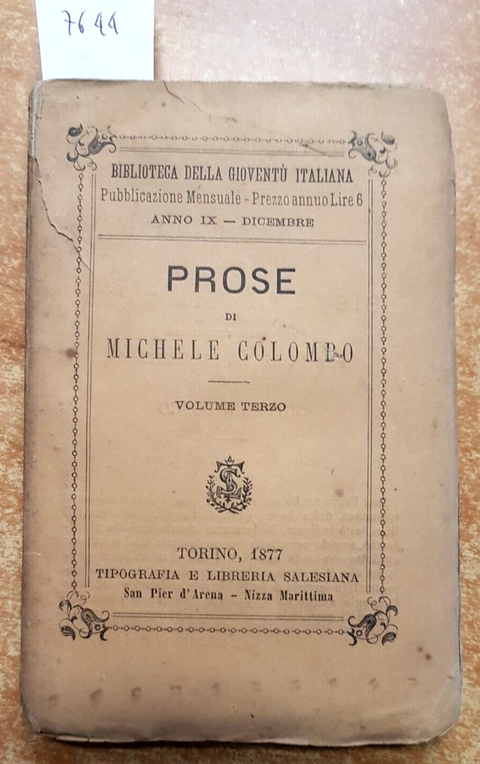 7644
BIBLIOTECA DELLA GIOVENTÙ ITALIANA
Pubblicazione Mensuale - Prezzo annuo Lire 6
ANNO IX — DICEMBRE
PROSE
DI
MICHELE COLOMBO
VOLUME TERZO
TORINO, 1877
TIPOGRAFIA E LIBRERIA SALESIANA
San Pier d'Arena - Nizza Marittima